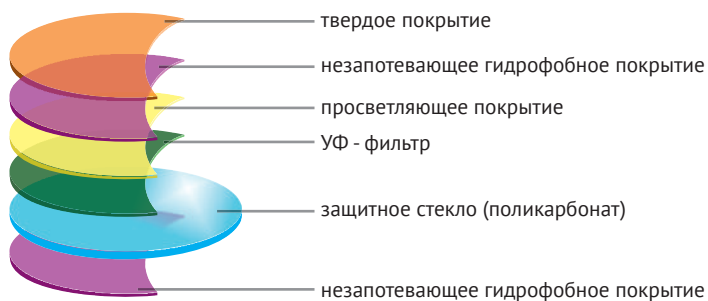 твердое покрытие
незапотевающее гидрофобное покрытие
просветляющее покрытие
УФ - фильтр
защитное стекло (поликарбонат)
незапотевающее гидрофобное покрытие